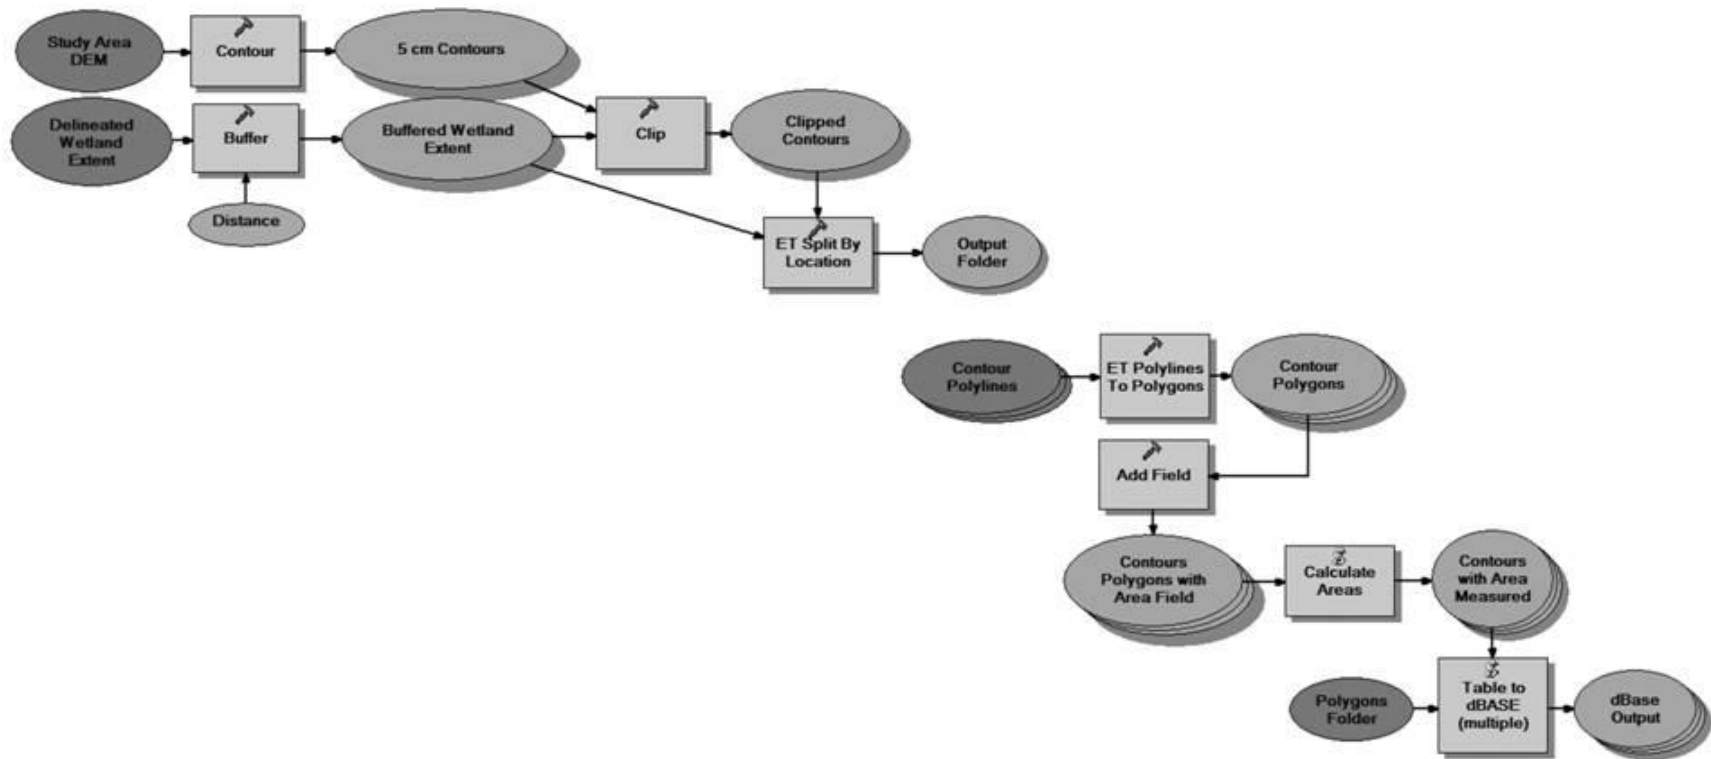 Study Area
DEM
Contour
5 cm Contours
Delineated
Wetland
Extent
Buffer
Buffered Wetland
Extent
Clip
Clipped
Contours
Distance
ET Split By
Location
Output
Folder
Contour
Polylines
ET Polylines
To Polygons
Contour
Polygons
Add Field
Contours
Polygons with
Area Field
Calculate
Areas
Contours
with Area
Measured
Polygons
Folder
Table to
dBASE
(multiple)
dBase
Output